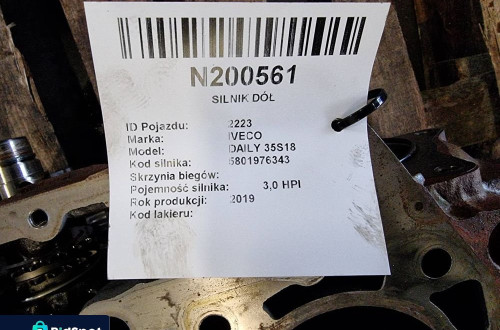 N200561
SILNIK DÓŁ
ID Pojazdu: 2223
Marka: IVECO
Model: DAILY 35S18
Kod silnika: 5801976343
Skrzynia biegów:
Pojemność silnika: 3,0 HPI
Rok produkcji: 2019
Kod lakieru:
BidSpot